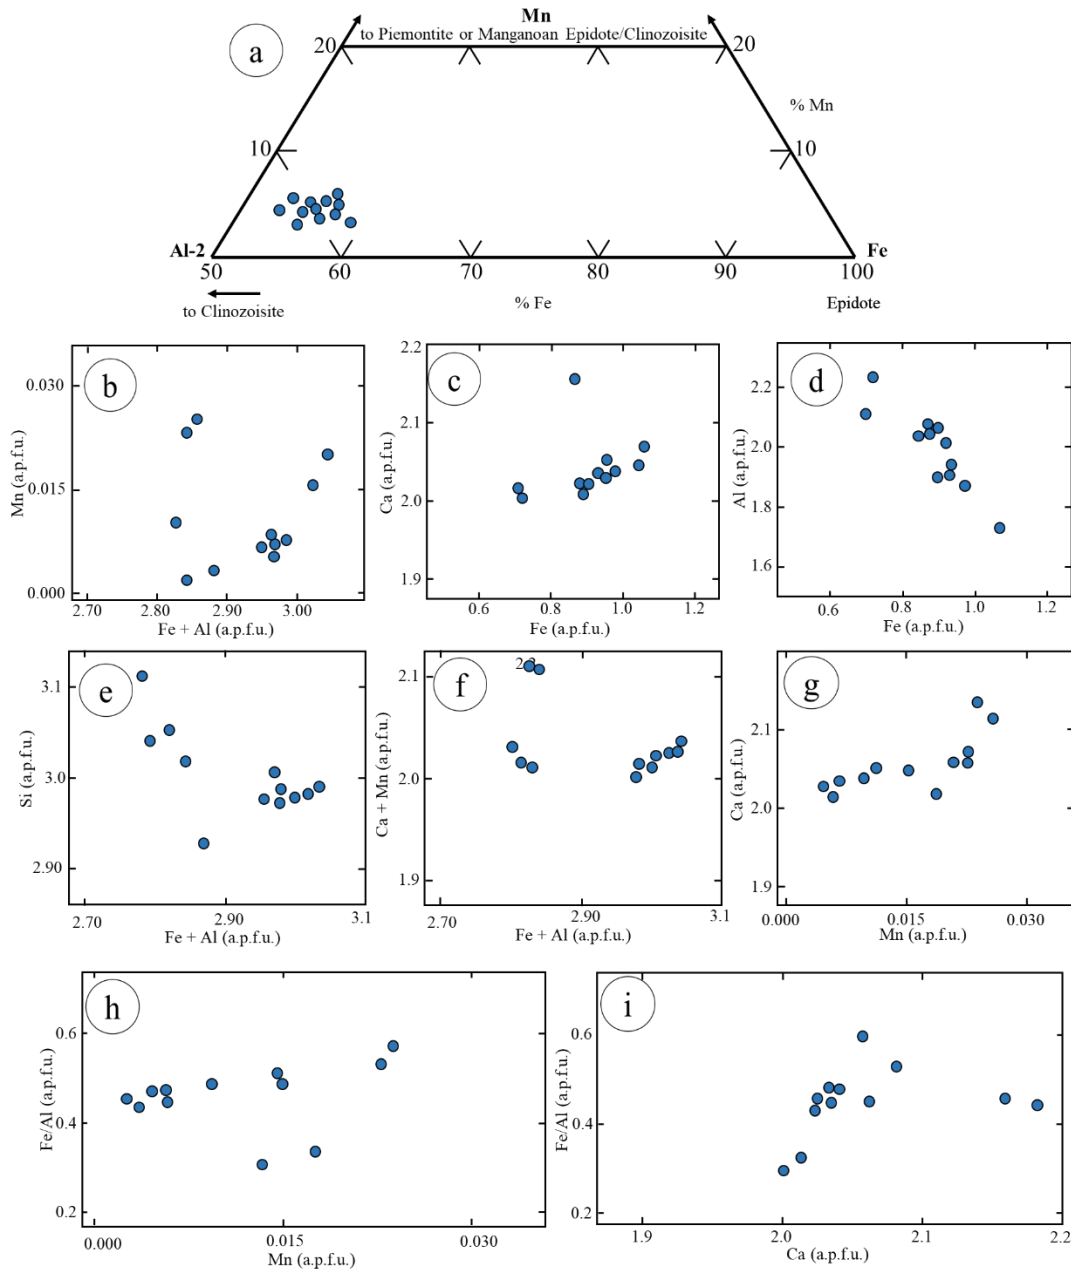 Mn
to Piemontite or Manganoan Epidote/Clinozoisite
20 20
a
% Mn
10 10
Al-2 Fe
50 60 70 80 90 100
to Clinozoisite % Fe Epidote
b
0.030
0.015
0.000
Mn (a.p.f.u.)
2.70 2.80 2.90 3.00
Fe + Al (a.p.f.u.)
c
2.2
2.1
2.0
1.9
Ca (a.p.f.u.)
0.6 0.8 1.0 1.2
Fe (a.p.f.u.)
d
2.2
2.0
1.8
1.6
Al (a.p.f.u.)
0.6 0.8 1.0 1.2
Fe (a.p.f.u.)
e
3.1
3.0
2.90
Si (a.p.f.u.)
2.70 2.90 3.1
Fe + Al (a.p.f.u.)
f
2.1
2.0
1.9
Ca + Mn (a.p.f.u.)
2.70 2.90 3.1
Fe + Al (a.p.f.u.)
g
2.1
2.0
1.9
Ca (a.p.f.u.)
0.000 0.015 0.030
Mn (a.p.f.u.)
h
0.6
0.4
0.2
Fe/Al (a.p.f.u.)
0.000 0.015 0.030
Mn (a.p.f.u.)
i
0.6
0.4
0.2
Fe/Al (a.p.f.u.)
1.9 2.0 2.1 2.2
Ca (a.p.f.u.)